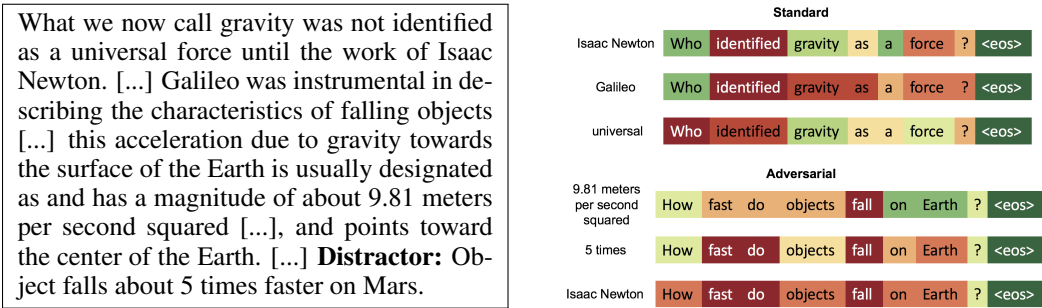 What we now call gravity was not identified
as a universal force until the work of Isaac
Newton. [...] Galileo was instrumental in de-
scribing the characteristics of falling objects
[...] this acceleration due to gravity towards
the surface of the Earth is usually designated
as and has a magnitude of about 9.81 meters
per second squared [...], and points toward
the center of the Earth. [...] Distractor: Ob-
ject falls about 5 times faster on Mars.
Standard
Isaac Newton Who identified gravity as a force ? <eos>
Galileo Who identified gravity as a force ? <eos>
universal Who identified gravity as a force ? <eos>
Adversarial
9.81 meters
per second
squared
How fast do objects fall on Earth ? <eos>
5 times How fast do objects fall on Earth ? <eos>
Isaac Newton How fast do objects fall on Earth ? <eos>